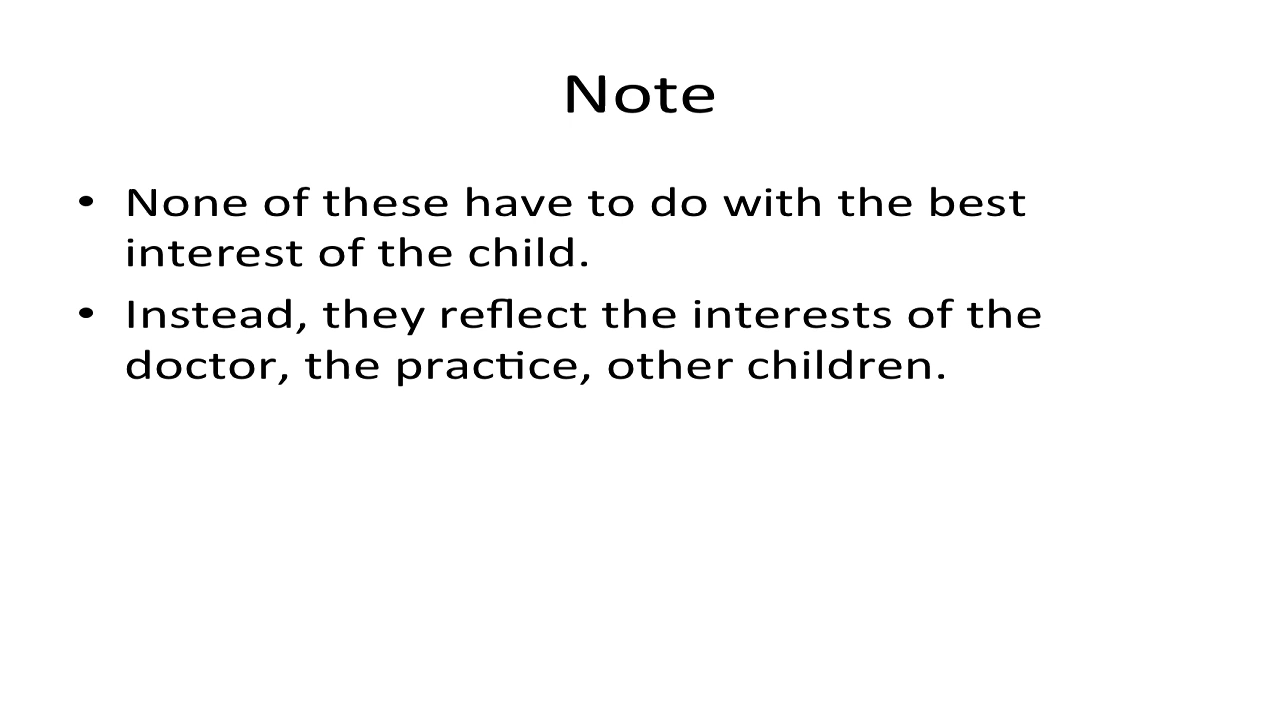 Note
• None of these have to do with the best
interest of the child.
• Instead, they reflect the interests of the
doctor, the practice, other children.